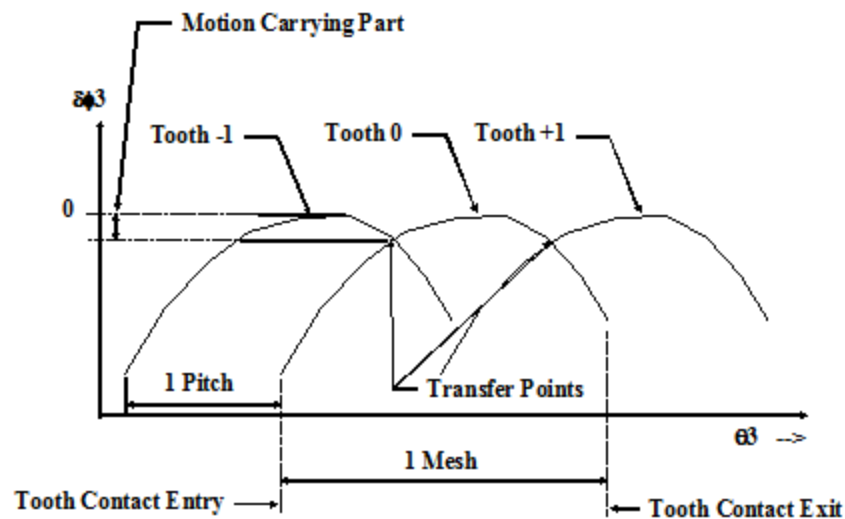 Motion Carrying Part
δϕ3
Tooth -1
Tooth 0
Tooth +1
0
1 Pitch
Transfer Points
θ3 -->
1 Mesh
Tooth Contact Entry
Tooth Contact Exit